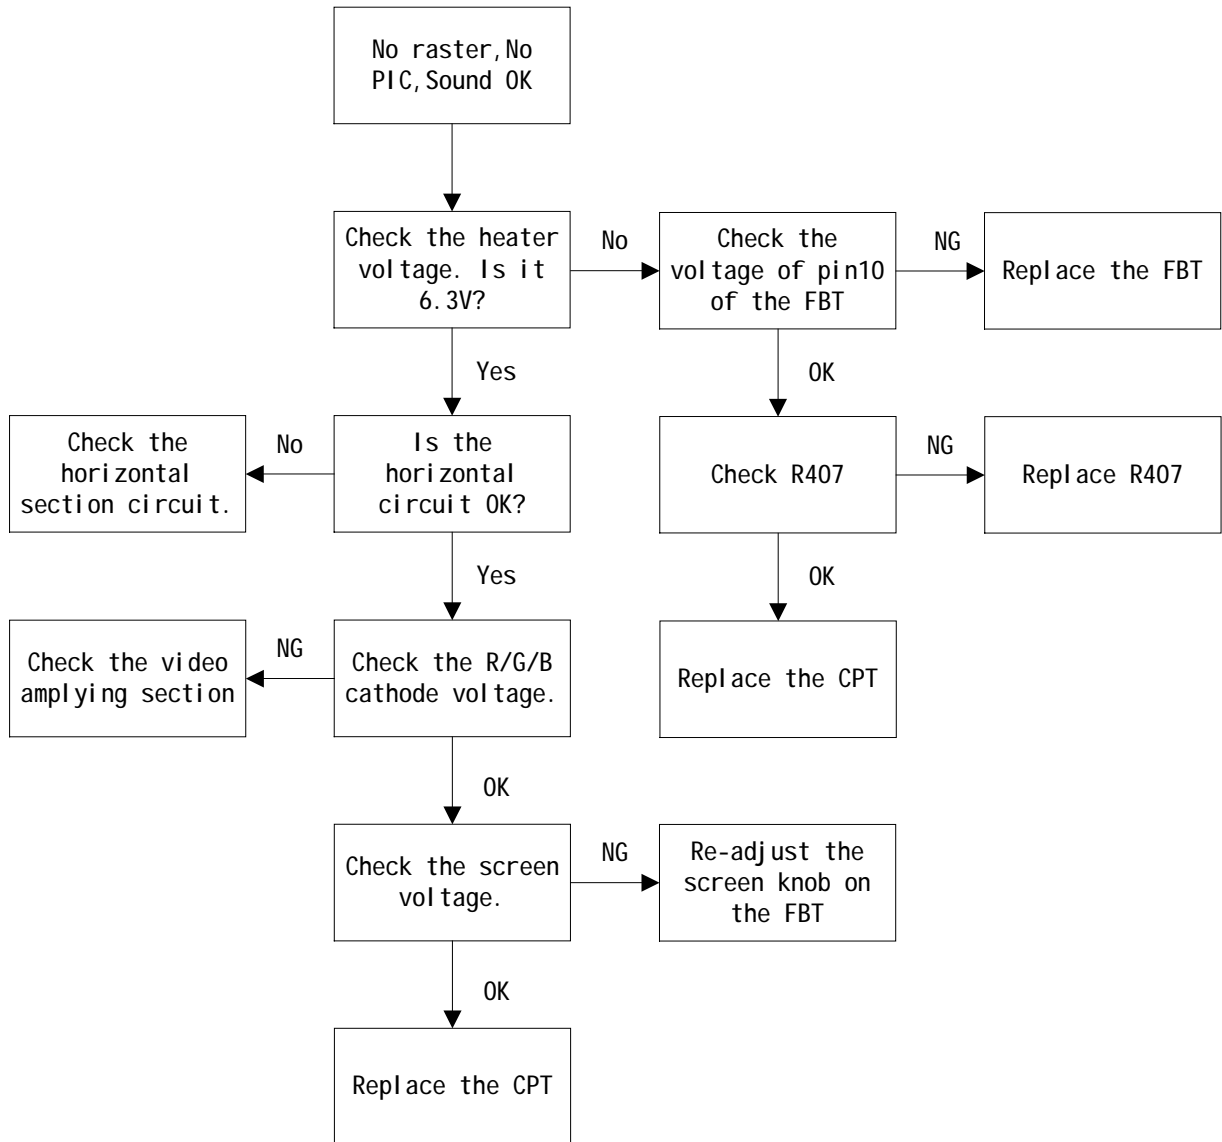 No raster,No
PIC,Sound OK
Check the heater
voltage. Is it
6.3V?
No
Check the
voltage of pin10
of the FBT
NG
Replace the FBT
Yes
OK
Check the
horizontal
section circuit.
No
Is the
horizontal
circuit OK?
Check R407
NG
Replace R407
Yes
OK
Check the video
amplying section
NG
Check the R/G/B
cathode voltage.
Replace the CPT
OK
Check the screen
voltage.
NG
Re-adjust the
screen knob on
the FBT
OK
Replace the CPT